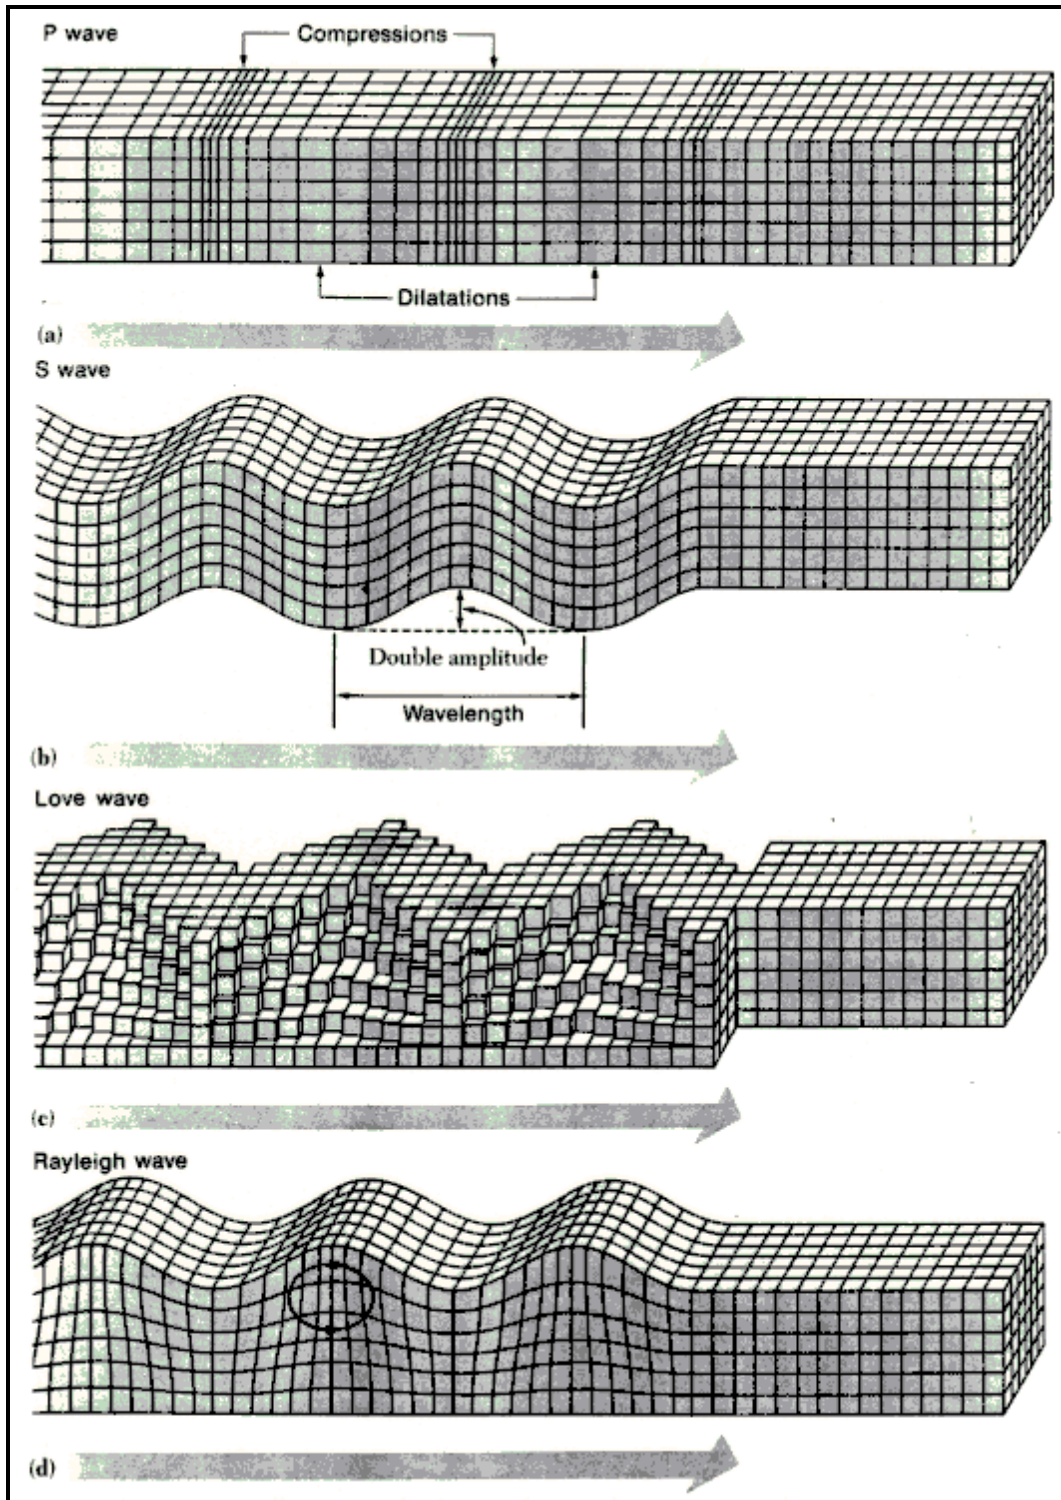 P wave
Compressions
Dilatations
(a)
S wave
Double amplitude
Wavelength
(b)
Love wave
(c)
Rayleigh wave
(d)